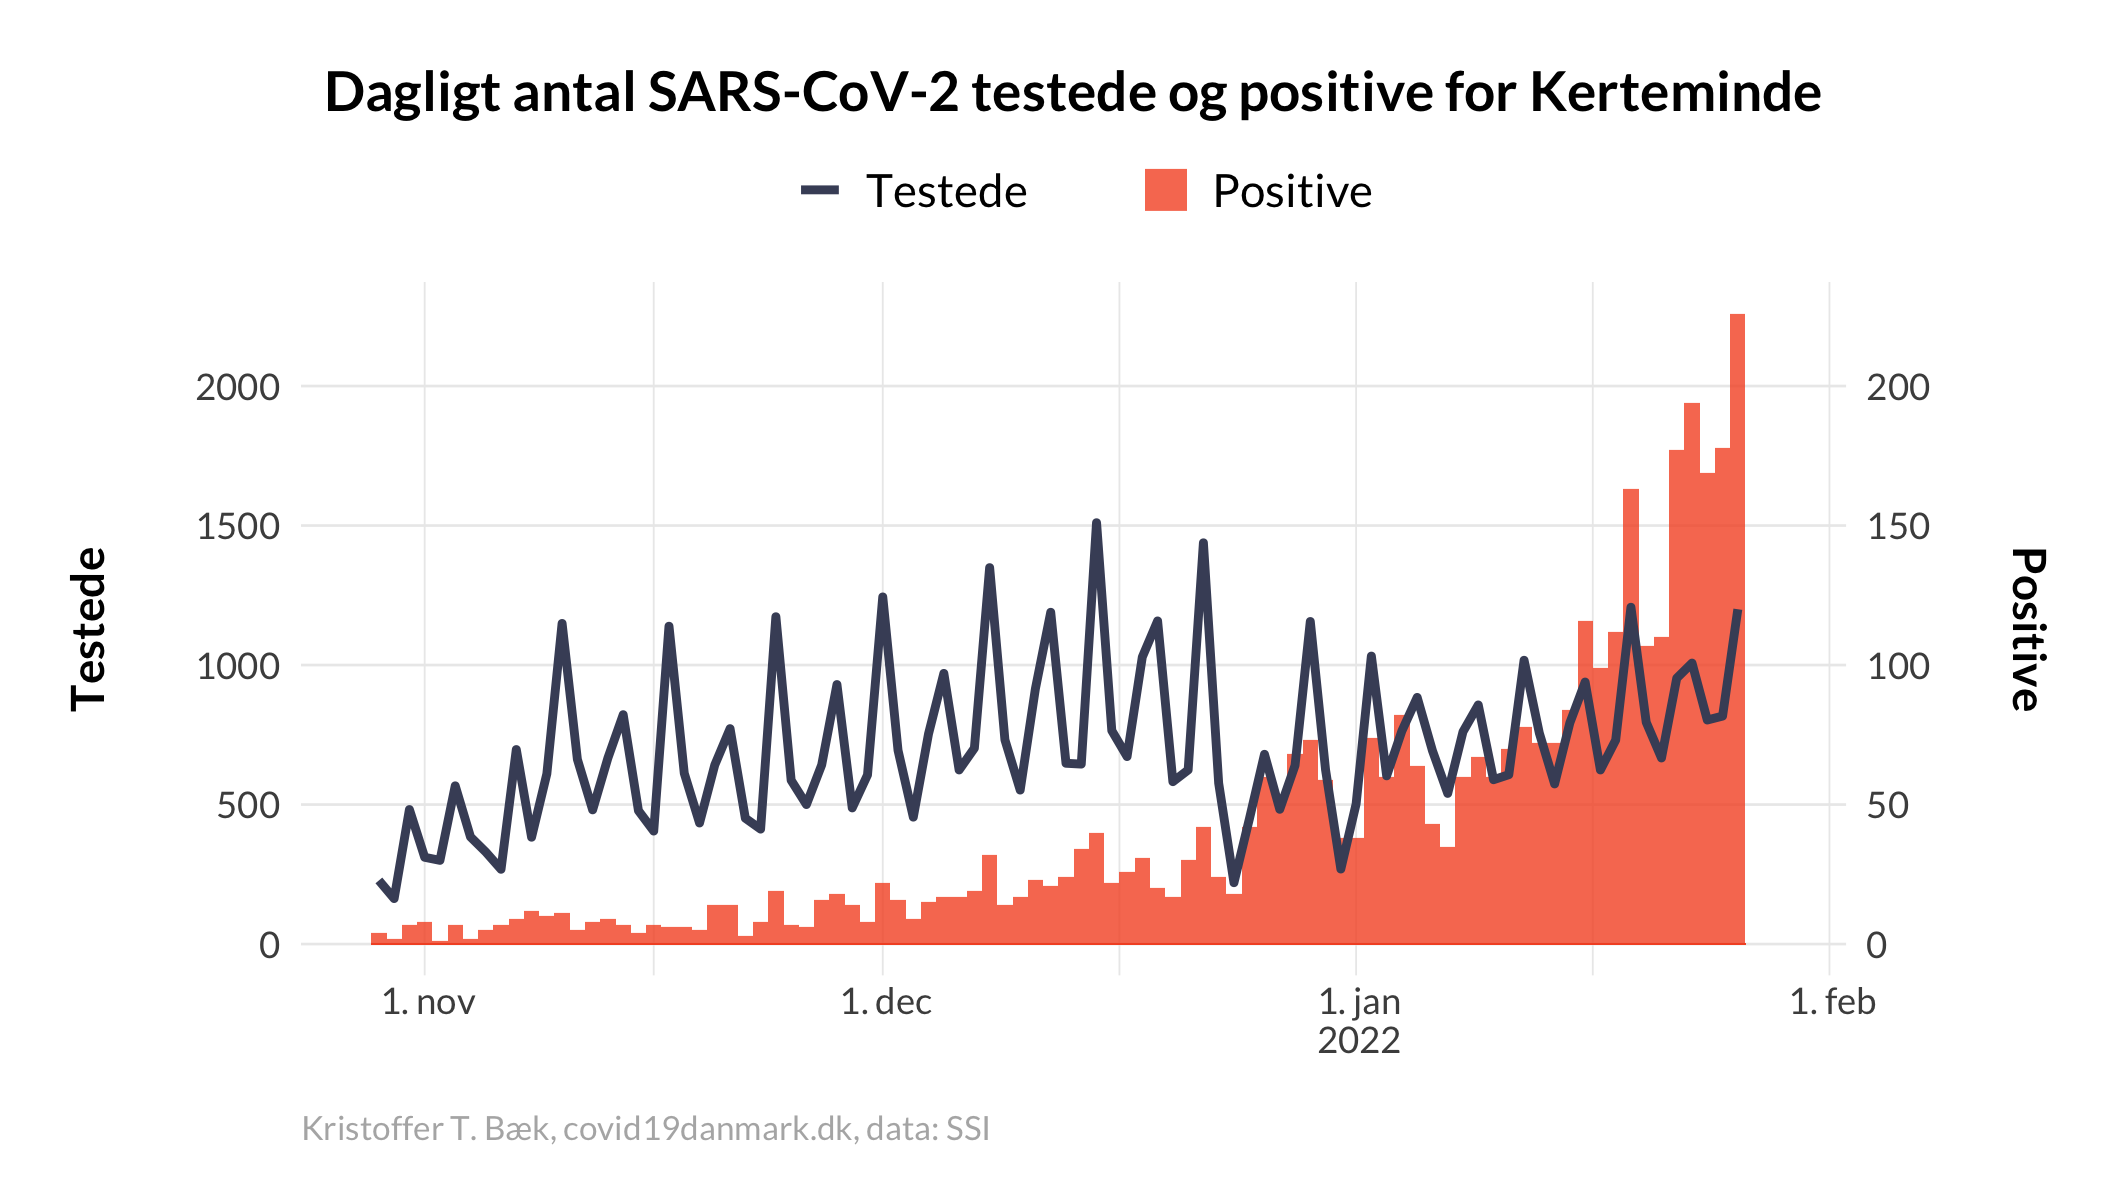 Dagligt antal SARS-CoV-2 testede og positive for Kerteminde
Testede
Positive
Testede
2000
1500
1000
500
0
200
150
100
50
0
Positive
1. nov
1. dec
1. jan
2022
1. feb
Kristoffer T. Bæk, covid19danmark.dk, data: SSI